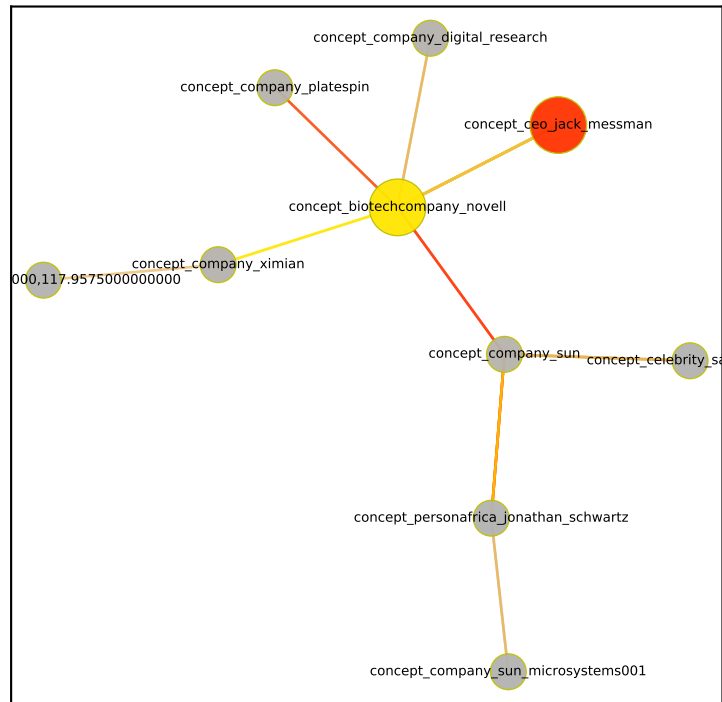 concept_company_digital_research
concept_company_platespin
concept_ceo_jack_messman
concept_biotechcompany_novell
concept_company_ximian
000,117.9575000000000
concept_company_sun
concept_celebrity_sa
concept_personafrica_jonathan_schwartz
concept_company_sun_microsystems001